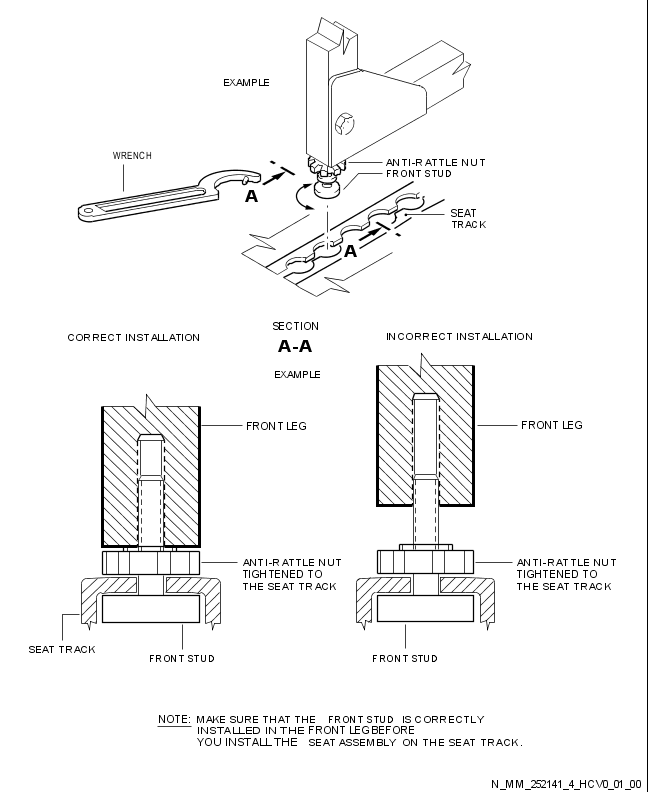 EXAMPLE
WRENCH
ANTI-RATTLE NUT
FRONT STUD
A
SEAT
TRACK
A
SECTION
A-A
EXAMPLE
CORRECT INSTALLATION
INCORRECT INSTALLATION
FRONT LEG
ANTI-RATTLE NUT
TIGHTENED TO
THE SEAT TRACK
SEAT TRACK
FRONT STUD
FRONT LEG
ANTI-RATTLE NUT
TIGHTENED TO
THE SEAT TRACK
FRONT STUD
NOTE: MAKE SURE THAT THE FRONT STUD IS CORRECTLY
INSTALLED IN THE FRONT LEGBEFORE
YOU INSTALL THE SEAT ASSEMBLY ON THE SEAT TRACK.
N_MM_252141_4_HCV0_01_00